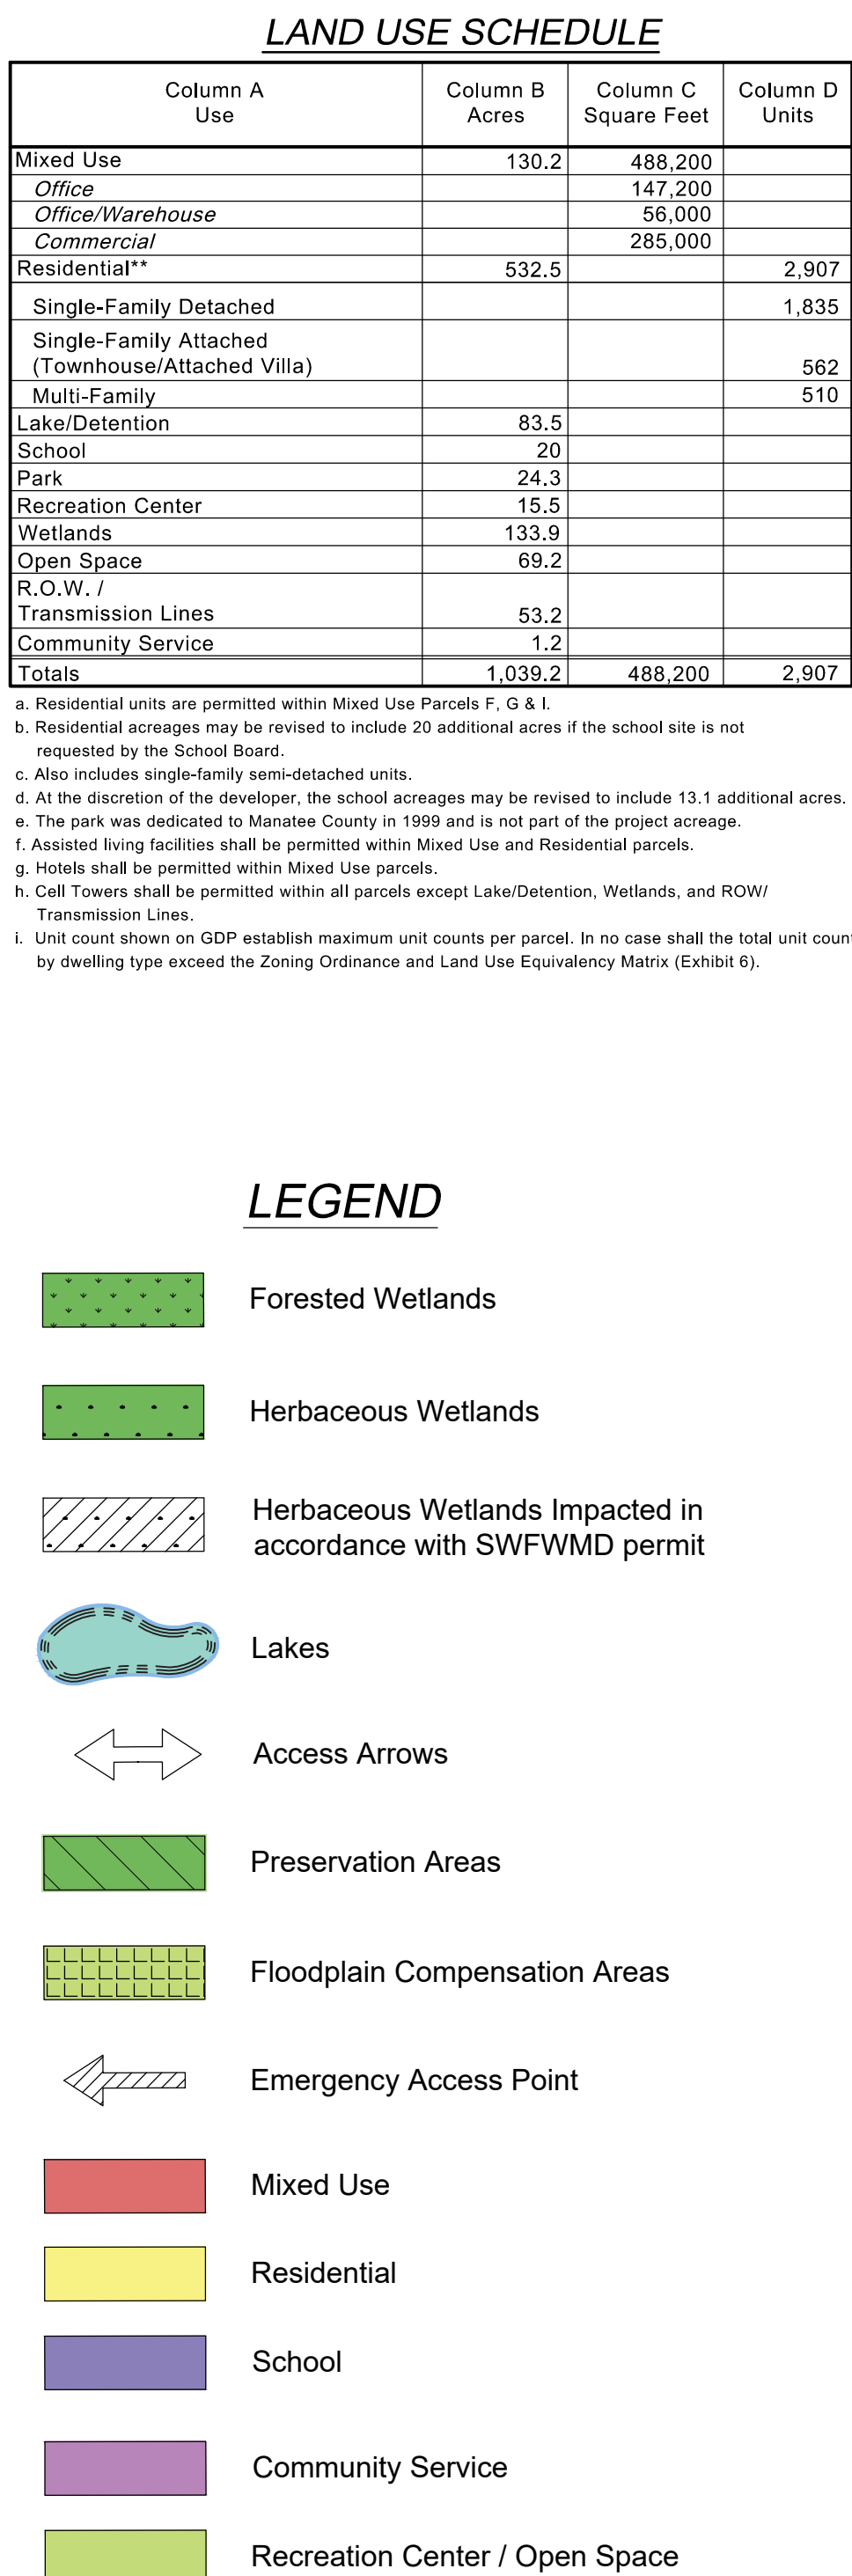 LAND USE SCHEDULE
Column A Column B Column C Column D
Use Acres Square Feet Units
Mixed Use 130.2 488,200
Office 147,200
Office/Warehouse 56,000
Commercial 285,000
Residential** 532.5 2,907
Single-Family Detached 1,835
Single-Family Attached
(Townhouse/Attached Villa) 562
Multi-Family 510
Lake/Detention 83.5
School 20
Park 24.3
Recreation Center 15.5
Wetlands 133.9
Open Space 69.2
R.O.W. /
Transmission Lines 53.2
Community Service 1.2
Totals 1,039.2 488,200 2,907
a. Residential units are permitted within Mixed Use Parcels F, G & I.
b. Residential acreages may be revised to include 20 additional acres if the school site is not
requested by the School Board.
c. Also includes single-family semi-detached units.
d. At the discretion of the developer, the school acreages may be revised to include 13.1 additional acres.
e. The park was dedicated to Manatee County in 1999 and is not part of the project acreage.
f. Assisted living facilities shall be permitted within Mixed Use and Residential parcels.
g. Hotels shall be permitted within Mixed Use parcels.
h. Cell Towers shall be permitted within all parcels except Lake/Detention, Wetlands, and ROW/
Transmission Lines.
i. Unit count shown on GDP establish maximum unit counts per parcel. In no case shall the total unit count
by dwelling type exceed the Zoning Ordinance and Land Use Equivalency Matrix (Exhibit 6).
LEGEND
Forested Wetlands
Herbaceous Wetlands
Herbaceous Wetlands Impacted in
accordance with SWFWMD permit
Lakes
Access Arrows
Preservation Areas
Floodplain Compensation Areas
Emergency Access Point
Mixed Use
Residential
School
Community Service
Recreation Center / Open Space